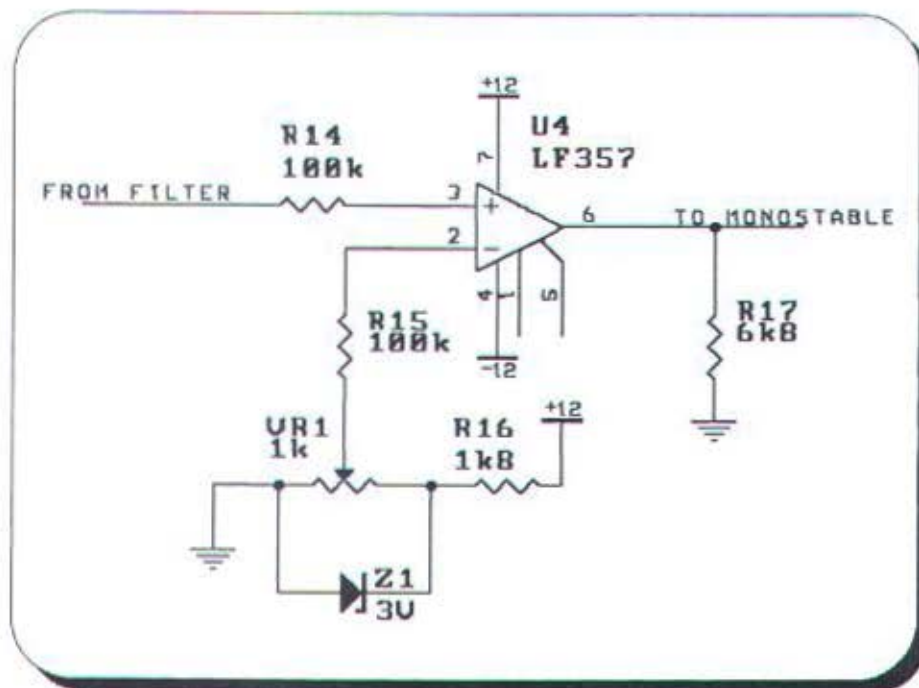 +12
U4
LF357
R14
100k
7
FROM FILTER
3
+
6
TO MONOSTABLE
2
-
4
1
5
R15
100k
R17
6k8
-12
+12
VR1
1k
R16
1k8
Z1
3V